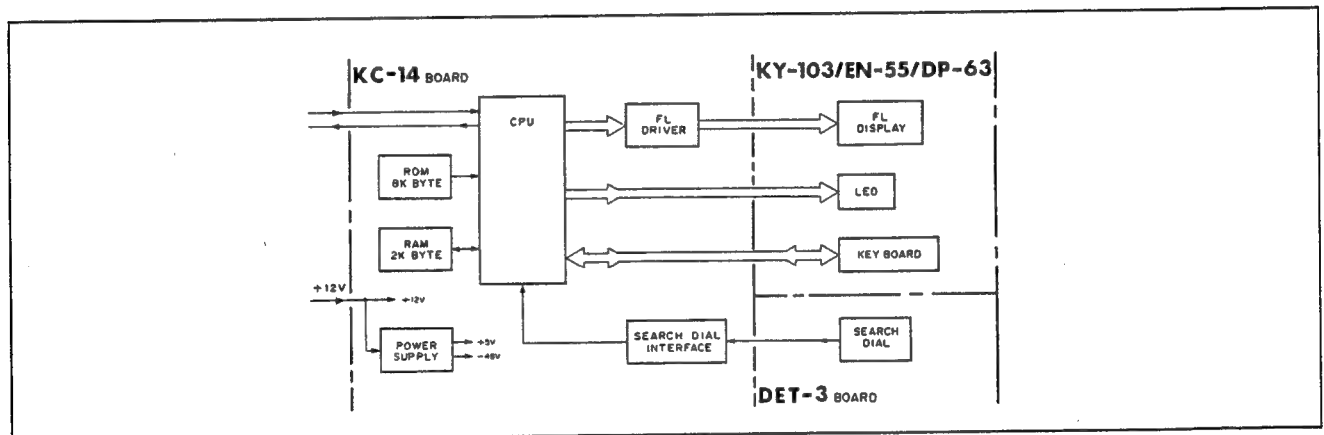 KC-14 BOARD
KY-103/EN-55/DP-63
CPU
FL
DRIVER
FL
DISPLAY
ROM
8K BYTE
LED
RAM
2K BYTE
KEY BOARD
+12V
+12V
POWER
SUPPLY
+5V
-48V
SEARCH DIAL
INTERFACE
SEARCH
DIAL
DET-3 BOARD